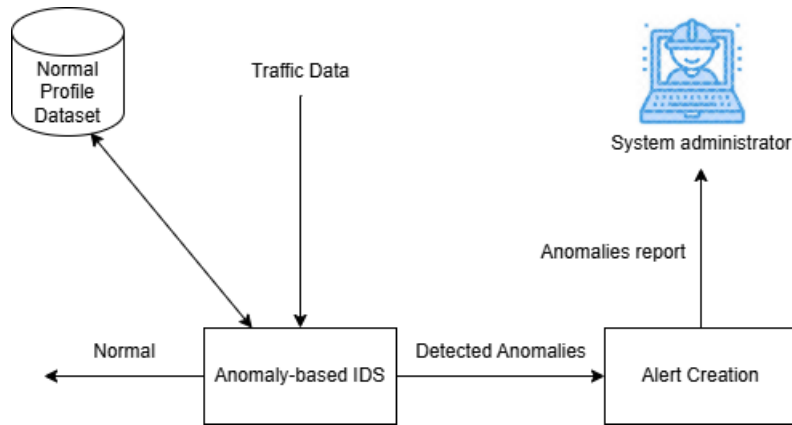 Normal
Profile
Dataset
Traffic Data
System administrator
Anomalies report
Normal
Anomaly-based IDS
Detected Anomalies
Alert Creation